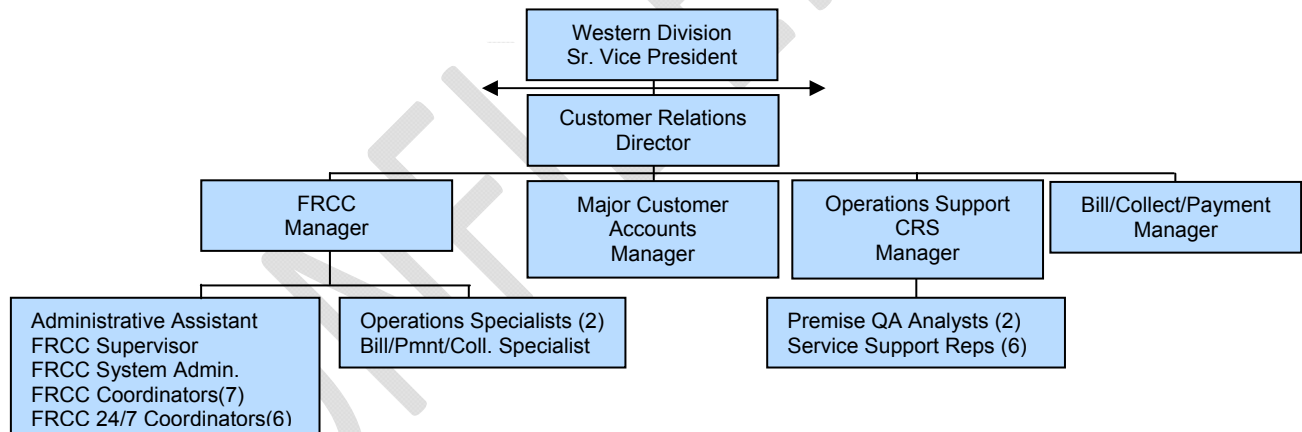 Western Division
Sr. Vice President
Customer Relations
Director
FRCC
Manager
Major Customer
Accounts
Manager
Operations Support
CRS
Manager
Bill/Collect/Payment
Manager
Administrative Assistant
FRCC Supervisor
FRCC System Admin.
FRCC Coordinators(7)
FRCC 24/7 Coordinators(6)
Operations Specialists (2)
Bill/Pmnt/Coll. Specialist
Premise QA Analysts (2)
Service Support Reps (6)